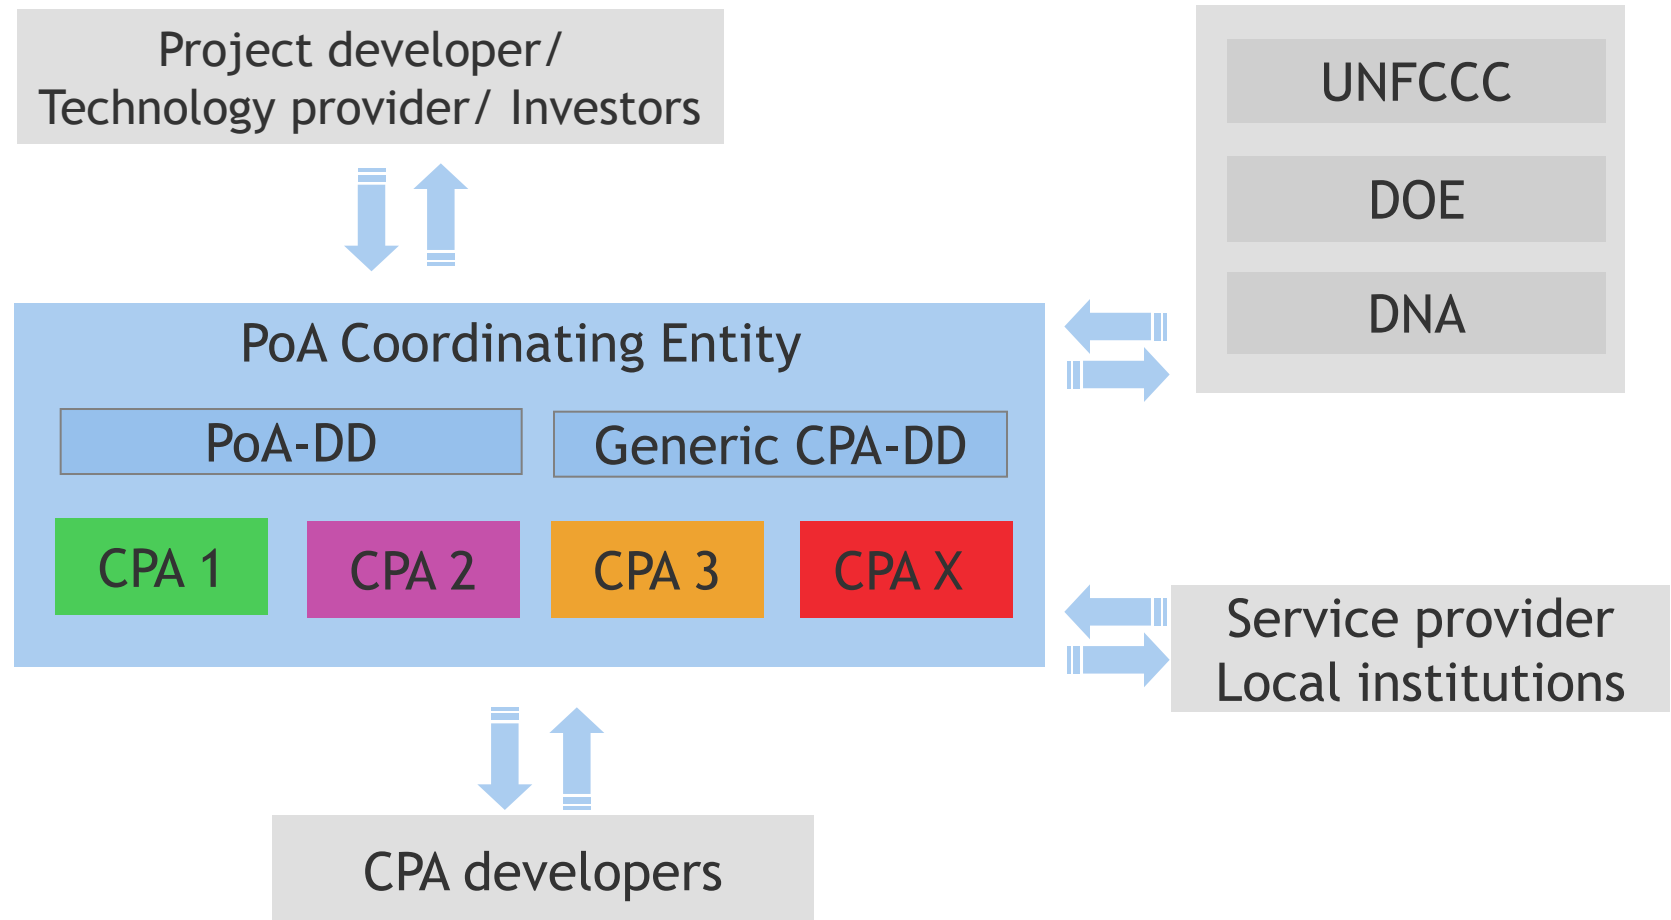 Project developer/
Technology provider/ Investors
UNFCCC
DOE
DNA
PoA Coordinating Entity
PoA-DD
Generic CPA-DD
CPA 1
CPA 2
CPA 3
CPA X
Service provider
Local institutions
CPA developers